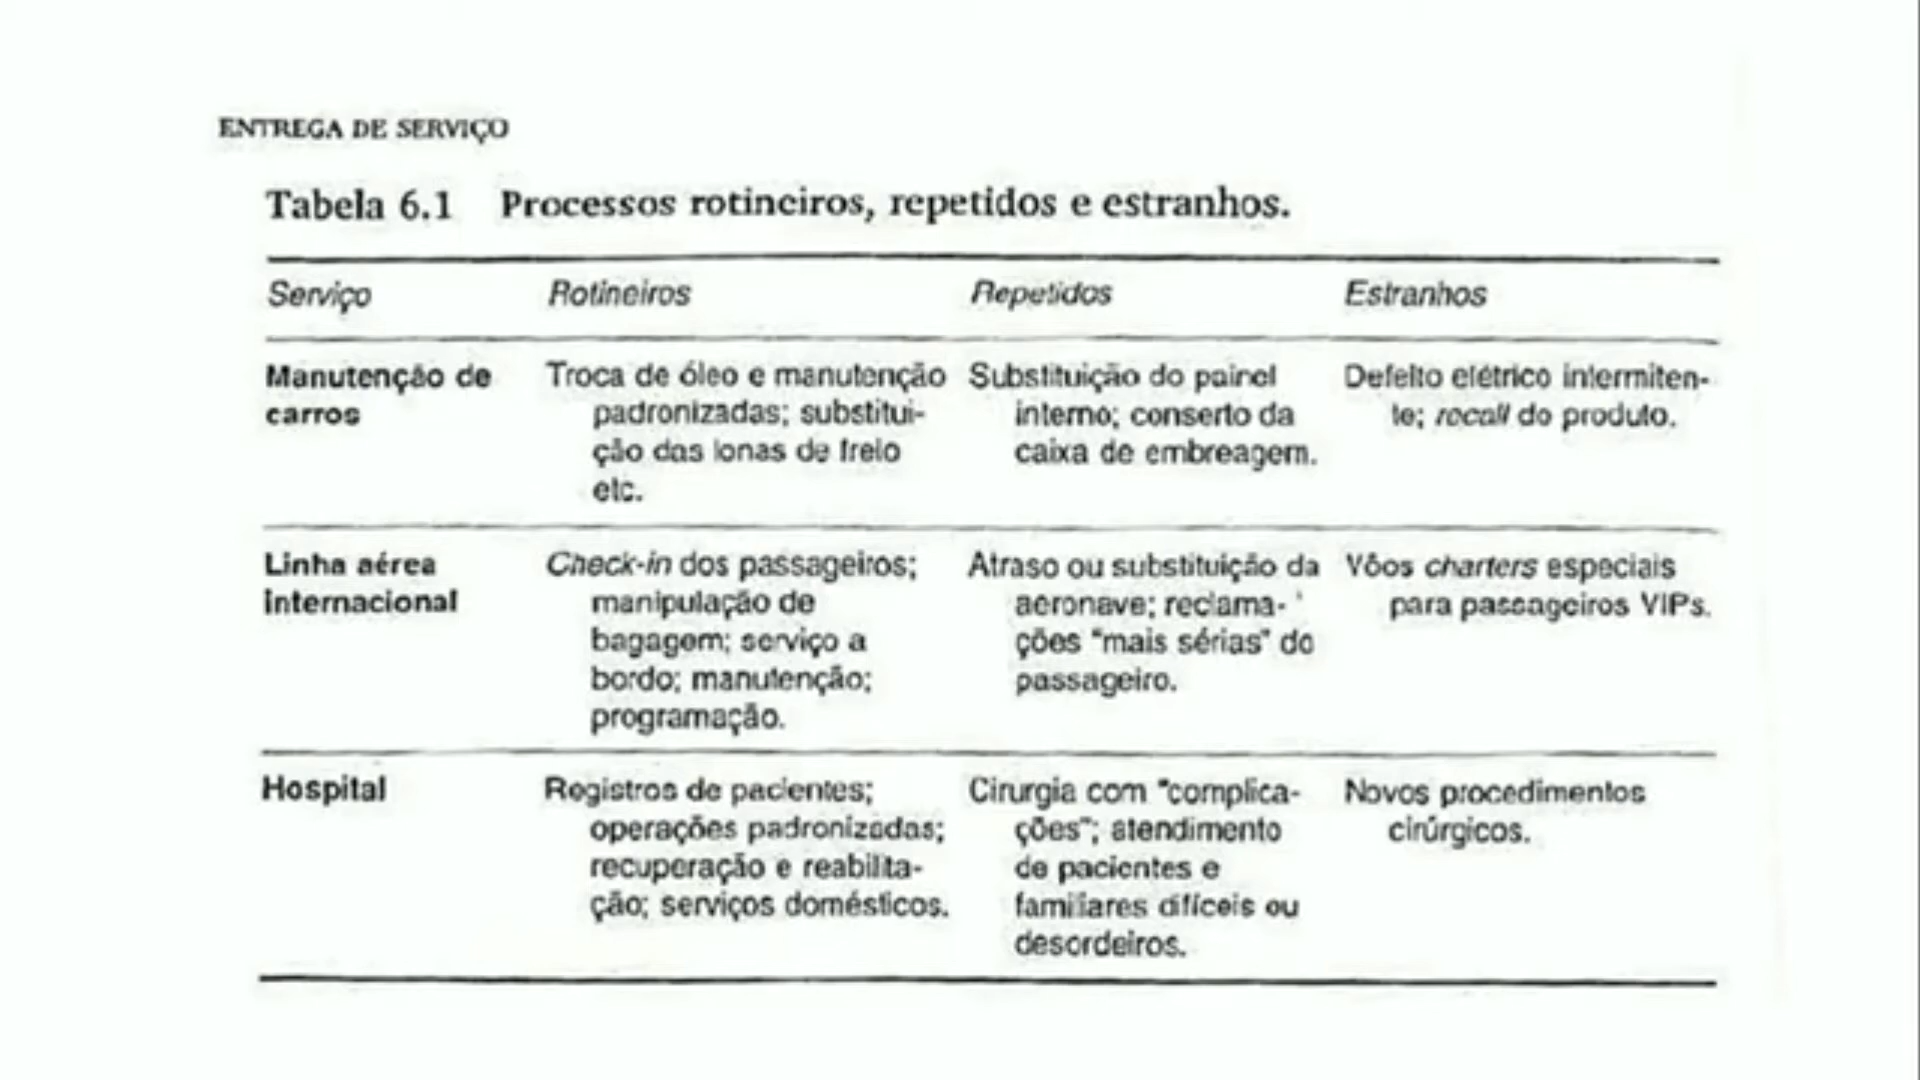 ENTREGA DE SERVIÇO
Tabela 6.1 Processos rotineiros, repetidos e estranhos.
Serviço Rotineiros Repetidos Estranhos
Manutenção de carros
Troca de óleo e manutenção
padronizadas; substitui-
ção das lonas de freio
etc.
Substituição do painel
interno; conserto da
caixa de embreagem.
Defeito elétrico intermiten-
te; recall do produto.
Linha aérea
internacional
Check-in dos passageiros;
manipulação de
bagagem; serviço a
bordo; manutenção;
programação.
Atraso ou substituição da
aeronave; reclama-
ções "mais sérias" do
passageiro.
Vôos charters especiais
para passageiros VIPs.
Hospital
Registros de pacientes;
operações padronizadas;
recuperação e reabilita-
ção; serviços domésticos.
Cirurgia com "complica-
ções"; atendimento
de pacientes e
familiares difíceis ou
desordeiros.
Novos procedimentos
cirúrgicos.